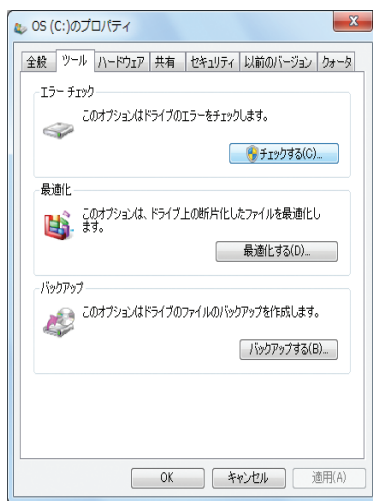 OS (C:)のプロパティ
全般 ツール ハードウェア 共有 セキュリティ 以前のバージョン クォータ
エラー チェック
このオプションはドライブのエラーをチェックします。
チェックする(C)...
最適化
このオプションは、ドライブ上の断片化したファイルを最適化し
ます。
最適化する(D)...
バックアップ
このオプションはドライブのファイルのバックアップを作成します。
バックアップする(B)...
OK キャンセル 適用(A)